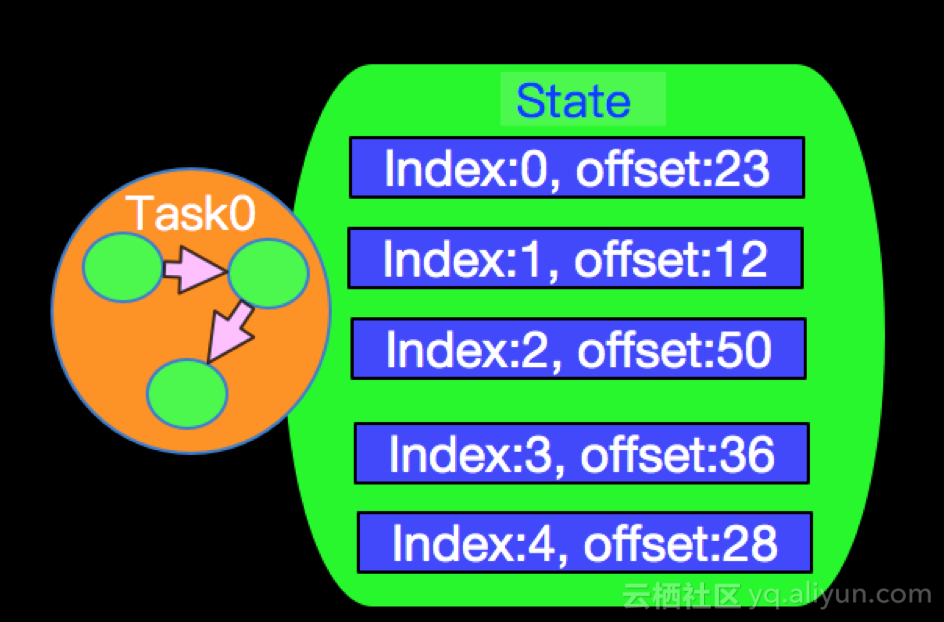 State
Index:0, offset:23
Task0
Index:1, offset:12
Index:2, offset:50
Index:3, offset:36
Index:4, offset:28
云栖社区 yq.aliyun.com